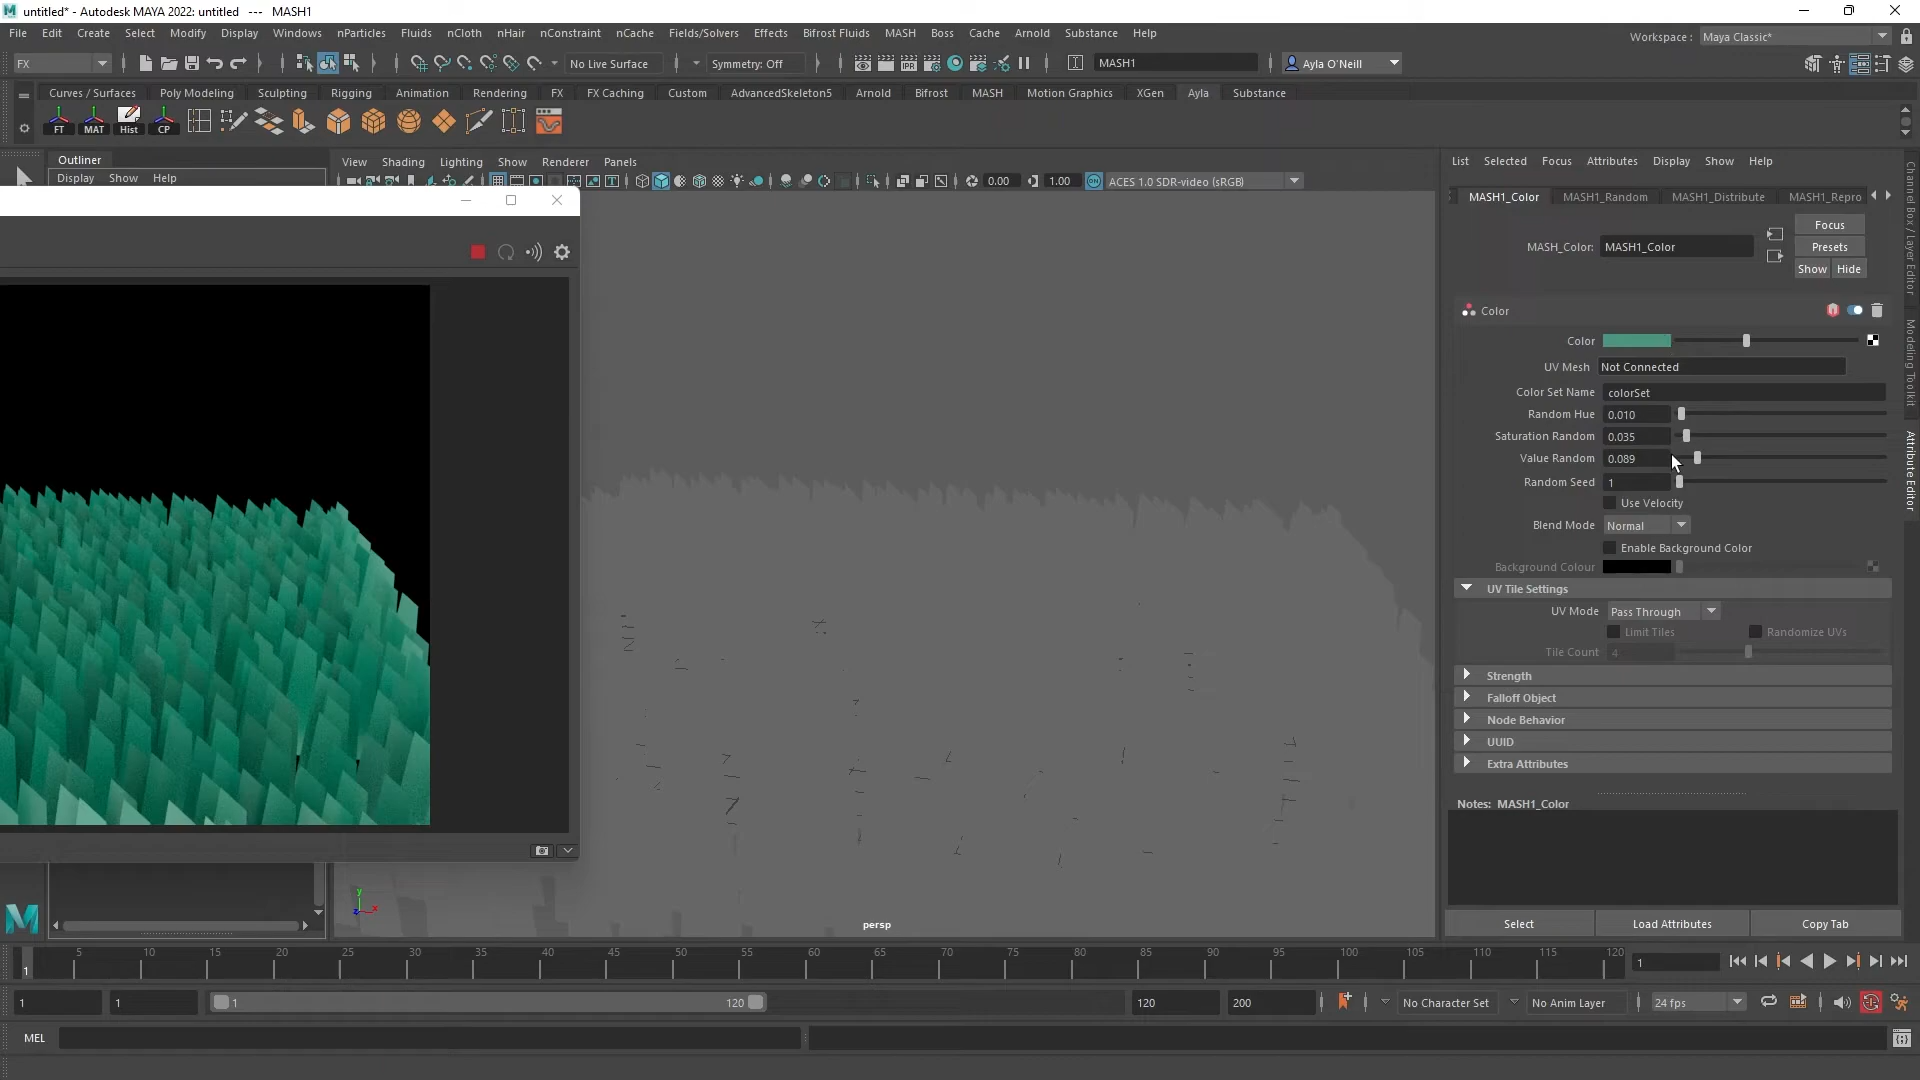 untitled* - Autodesk MAYA 2022: untitled --- MASH1
File Edit Create Select Modify Display Windows nParticles Fluids nCloth nHair nConstraint nCache Fields/Solvers Effects Bifrost Fluids MASH Boss Cache Arnold Substance Help
Workspace : Maya Classic*
FX
No Live Surface
Symmetry: Off
IPR
MASH1
Ayla O'Neill
Curves / Surfaces Poly Modeling Sculpting Rigging Animation Rendering FX FX Caching Custom AdvancedSkeleton5 Arnold Bifrost MASH Motion Graphics XGen Ayla Substance
FT MAT Hist CP
Outliner
Display Show Help
View Shading Lighting Show Renderer Panels
0.00 1.00 ON ACES 1.0 SDR-video (sRGB)
List Selected Focus Attributes Display Show Help
MASH1_Color MASH1_Random MASH1_Distribute MASH1_Repro
MASH_Color: MASH1_Color
Focus
Presets
Show Hide
Color
Color
UV Mesh Not Connected
Color Set Name colorSet
Random Hue 0.010
Saturation Random 0.035
Value Random 0.089
Random Seed 1
Use Velocity
Blend Mode Normal
Enable Background Color
Background Colour
UV Tile Settings
UV Mode Pass Through
Limit Tiles Randomize UVs
Tile Count 4
Strength
Falloff Object
Node Behavior
UUID
Extra Attributes
Notes: MASH1_Color
Select Load Attributes Copy Tab
Channel Box / Layer Editor
Modeling Toolkit
Attribute Editor
y
z x
persp
5 10 15 20 25 30 35 40 45 50 55 60 65 70 75 80 85 90 95 100 105 110 115 120
1
1
1 1 1 120 120 200 No Character Set No Anim Layer 24 fps
MEL